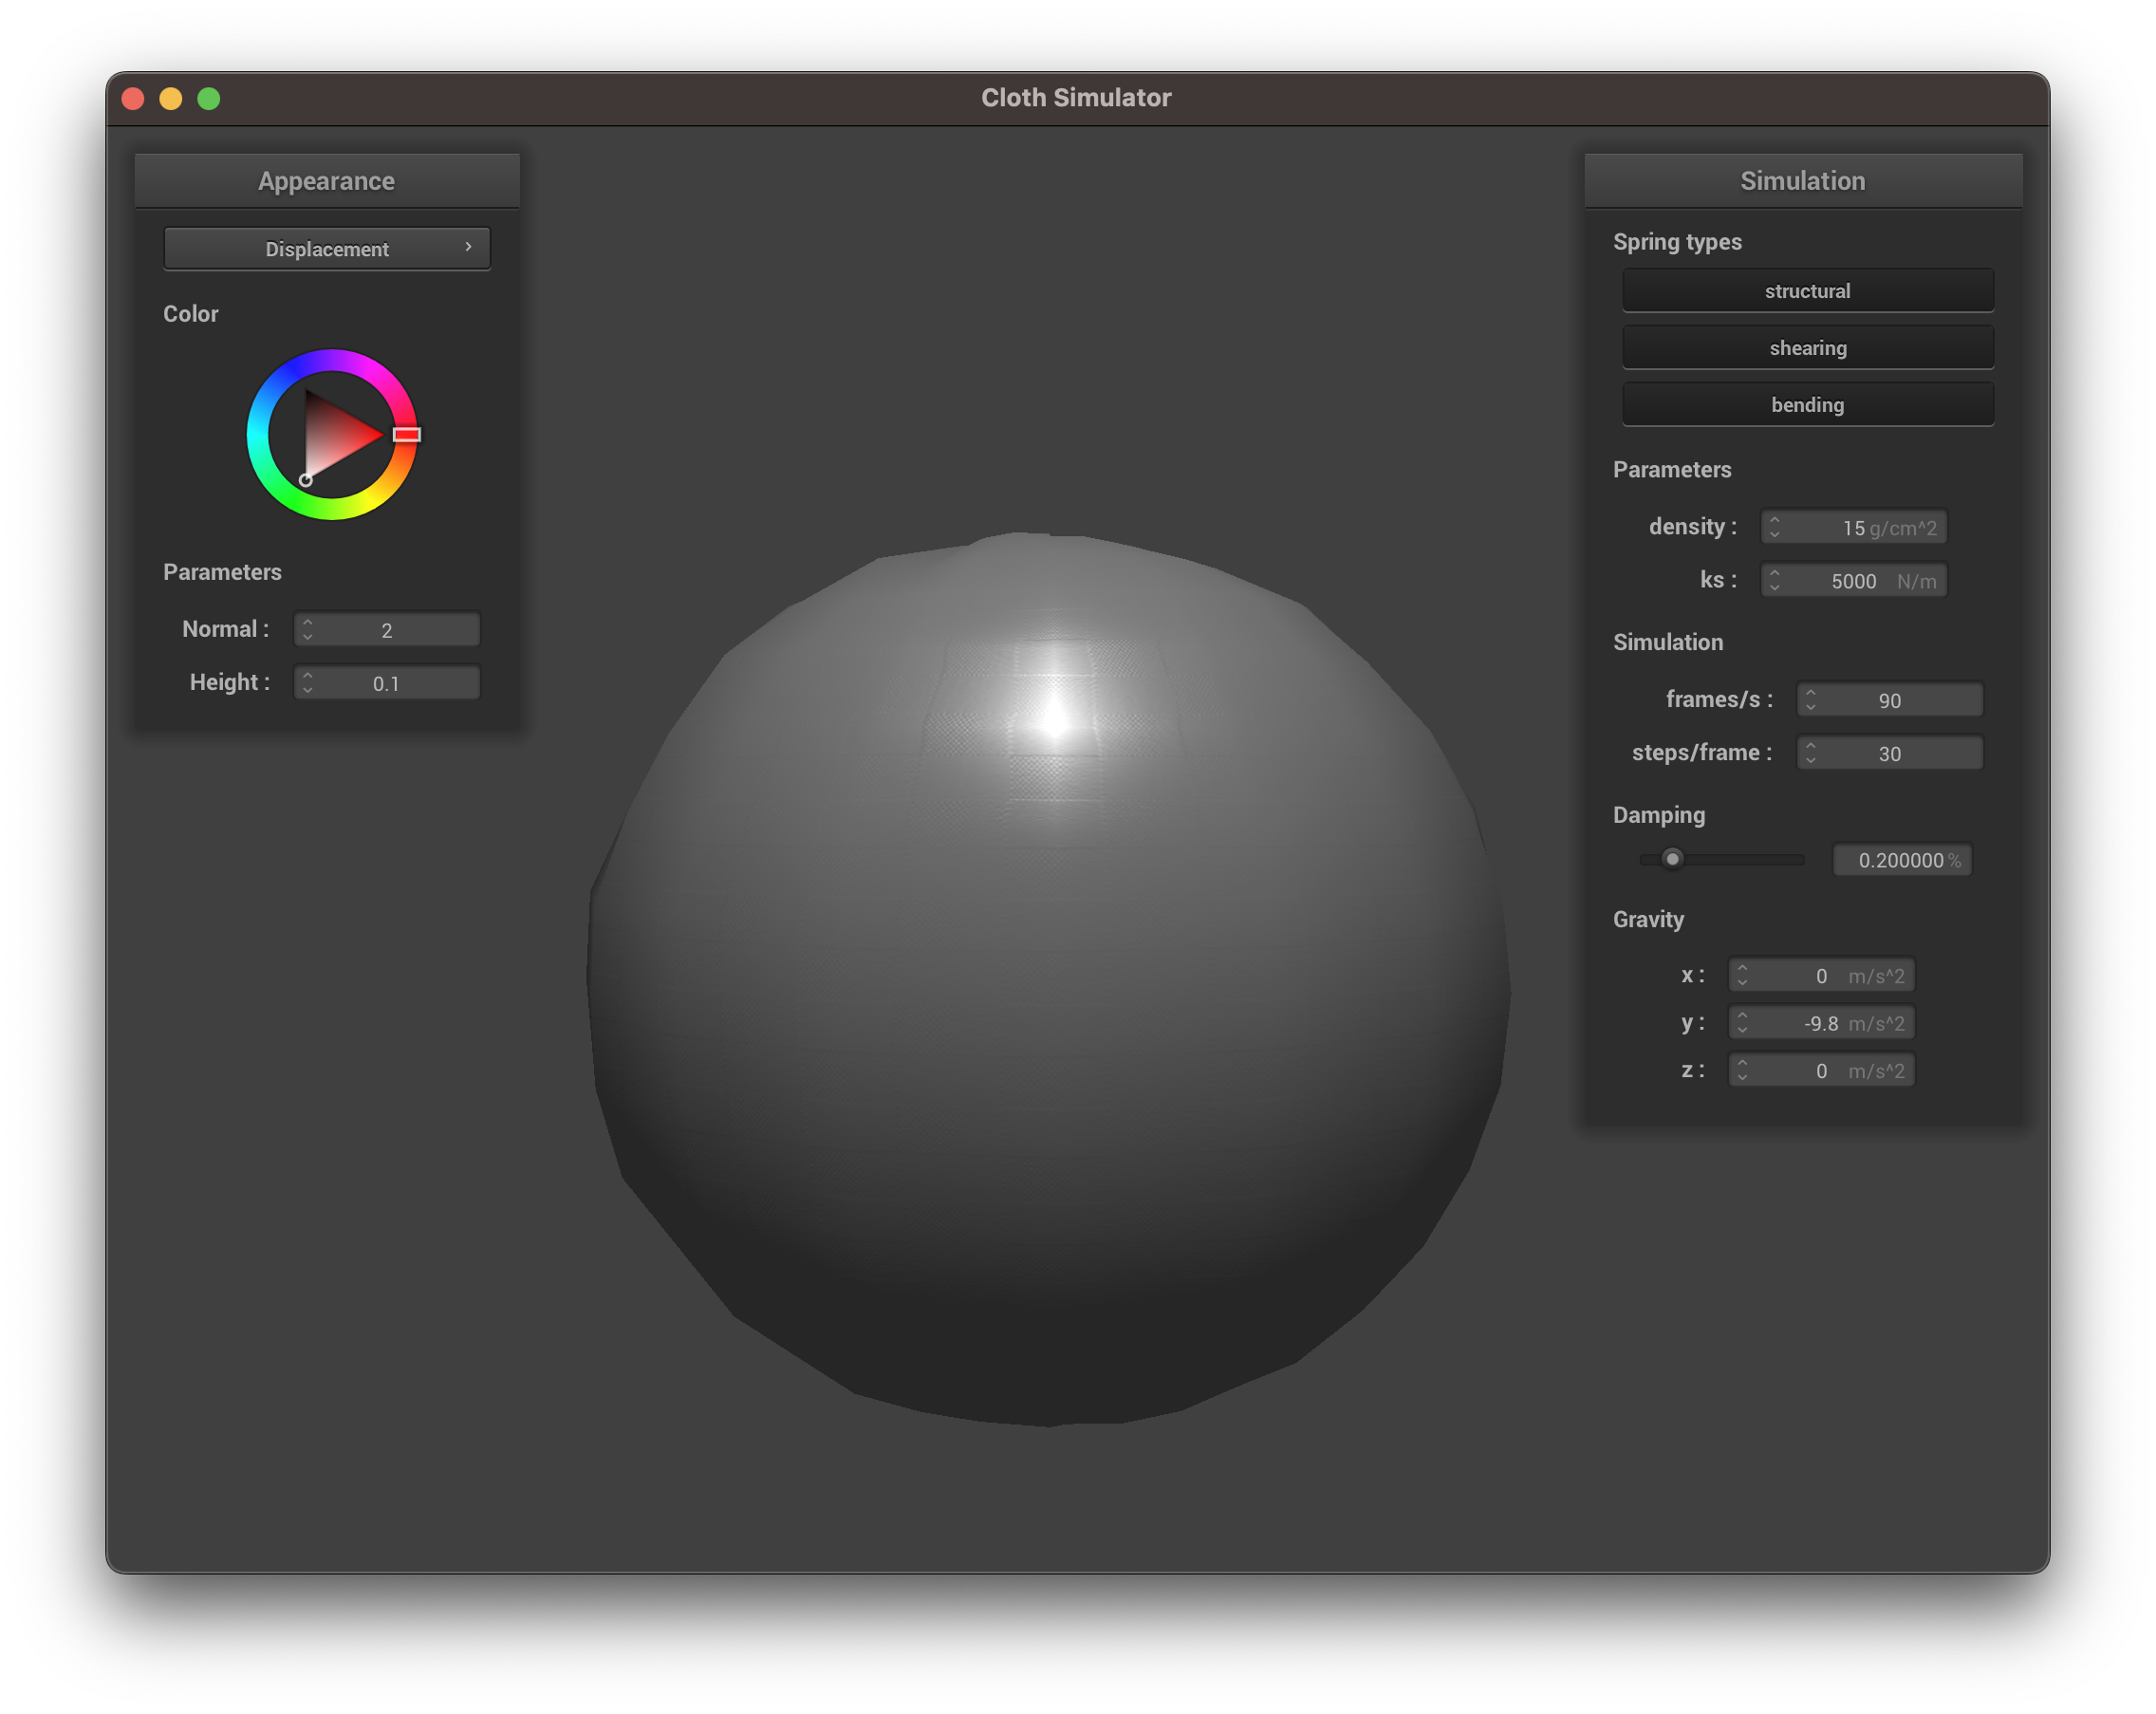 Cloth Simulator
Appearance
Displacement
Color
Parameters
Normal : 2
Height : 0.1
Simulation
Spring types
structural
shearing
bending
Parameters
density : 15 g/cm^2
ks : 5000 N/m
Simulation
frames/s : 90
steps/frame : 30
Damping
0.200000 %
Gravity
x : 0 m/s^2
y : -9.8 m/s^2
z : 0 m/s^2